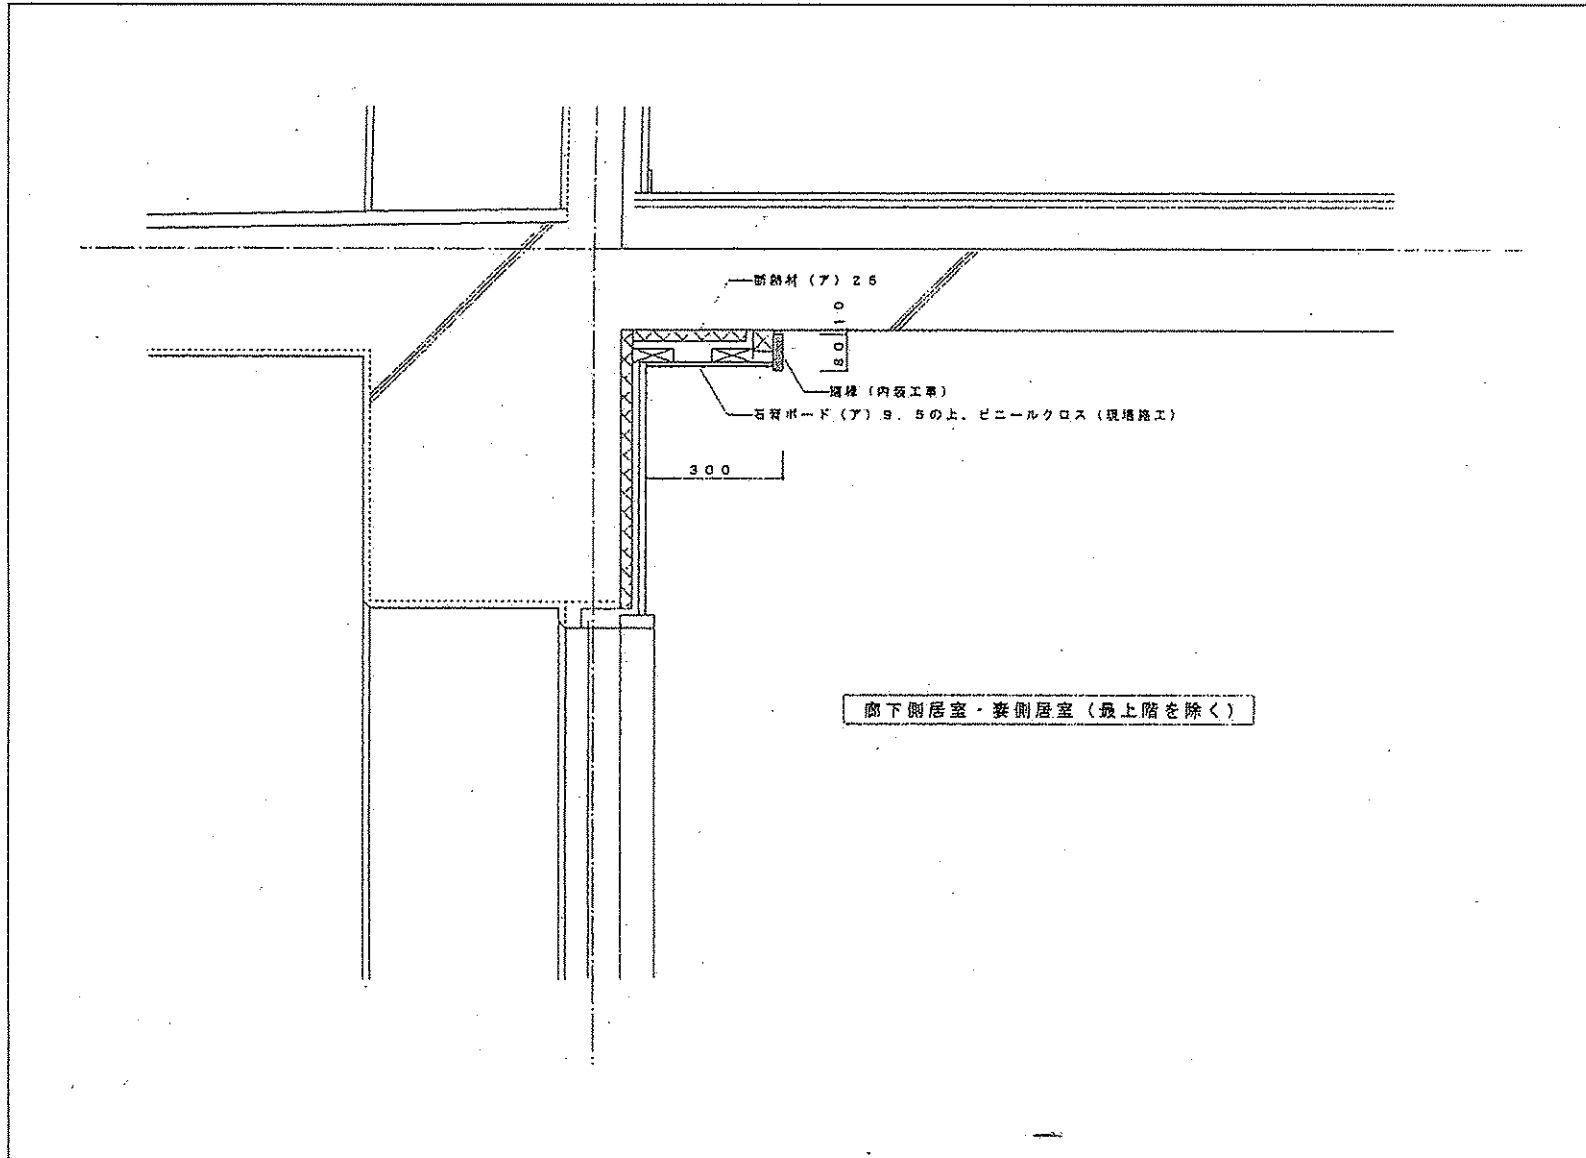 断熱材（ア）２５
１０
８０
廻縁（内装工事）
石膏ボード（ア）９．５の上、ビニールクロス（現場施工）
３００
廊下側居室・妻側居室（最上階を除く）